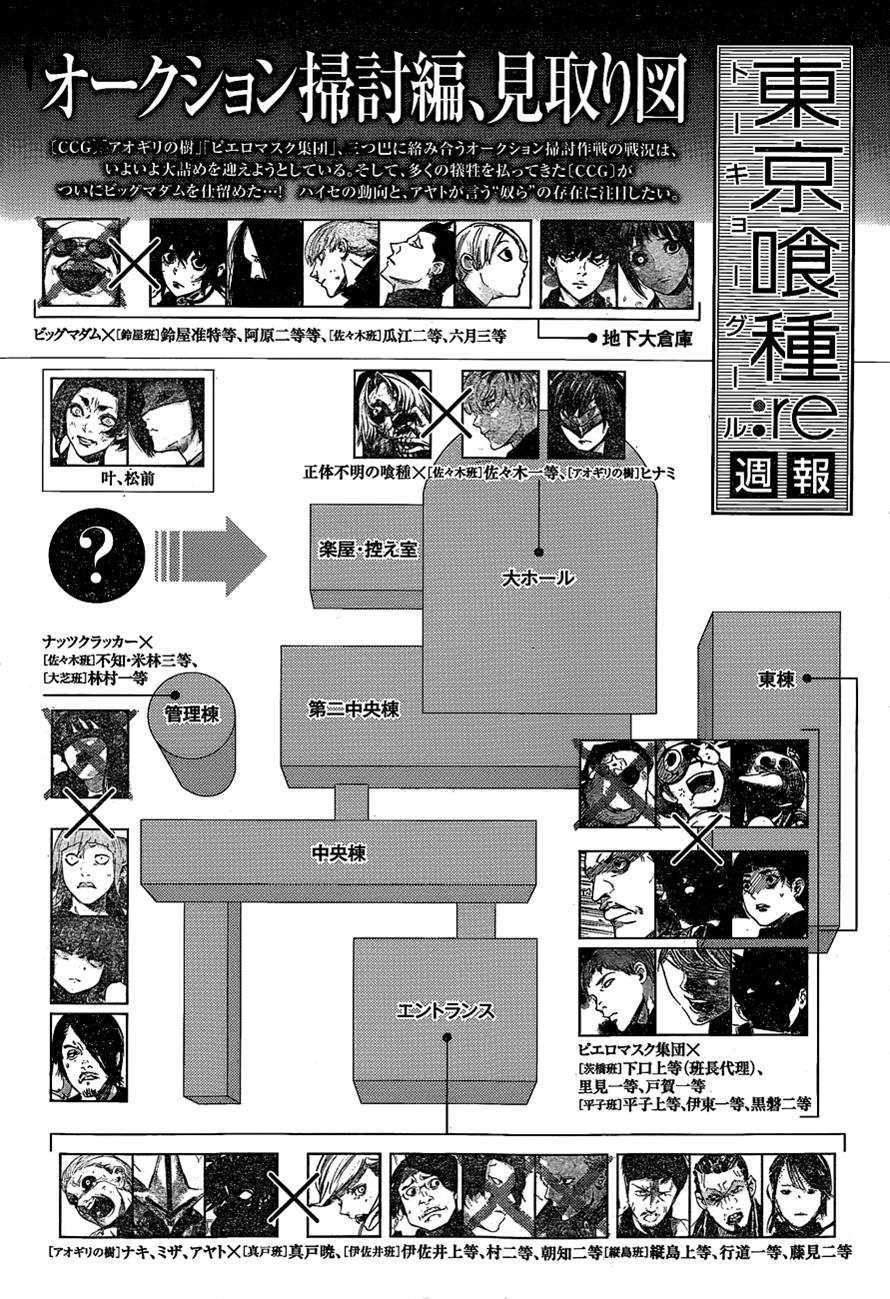 オークション掃討編、見取り図
［CCG］「アオギリの樹」「ピエロマスク集団」、三つ巴に絡み合うオークション掃討作戦の戦況は、
いよいよ大詰めを迎えようとしている。そして、多くの犠牲を払ってきた［CCG］が
ついにビッグマダムを仕留めた…! ハイセの動向と、アヤトが言う“奴ら”の存在に注目したい。
東京喰種:re
トーキョーグール
週報
ビッグマダム×［鈴屋班］鈴屋准特等、阿原二等等、［佐々木班］瓜江二等、六月三等
地下大倉庫
叶、松前
正体不明の喰種×［佐々木班］佐々木一等、［アオギリの樹］ヒナミ
?
楽屋・控え室
大ホール
ナッツクラッカー×
［佐々木班］不知・米林三等、
［大芝班］林村一等
管理棟
第二中央棟
東棟
中央棟
エントランス
ピエロマスク集団×
［茨橋班］下口上等(班長代理)、
里見一等、戸賀一等
［平子班］平子上等、伊東一等、黒磐二等
［アオギリの樹］ナキ、ミザ、アヤト×［真戸班］真戸暁、［伊佐井班］伊佐井上等、村二等、朝知二等［縦島班］縦島上等、行道一等、藤見二等